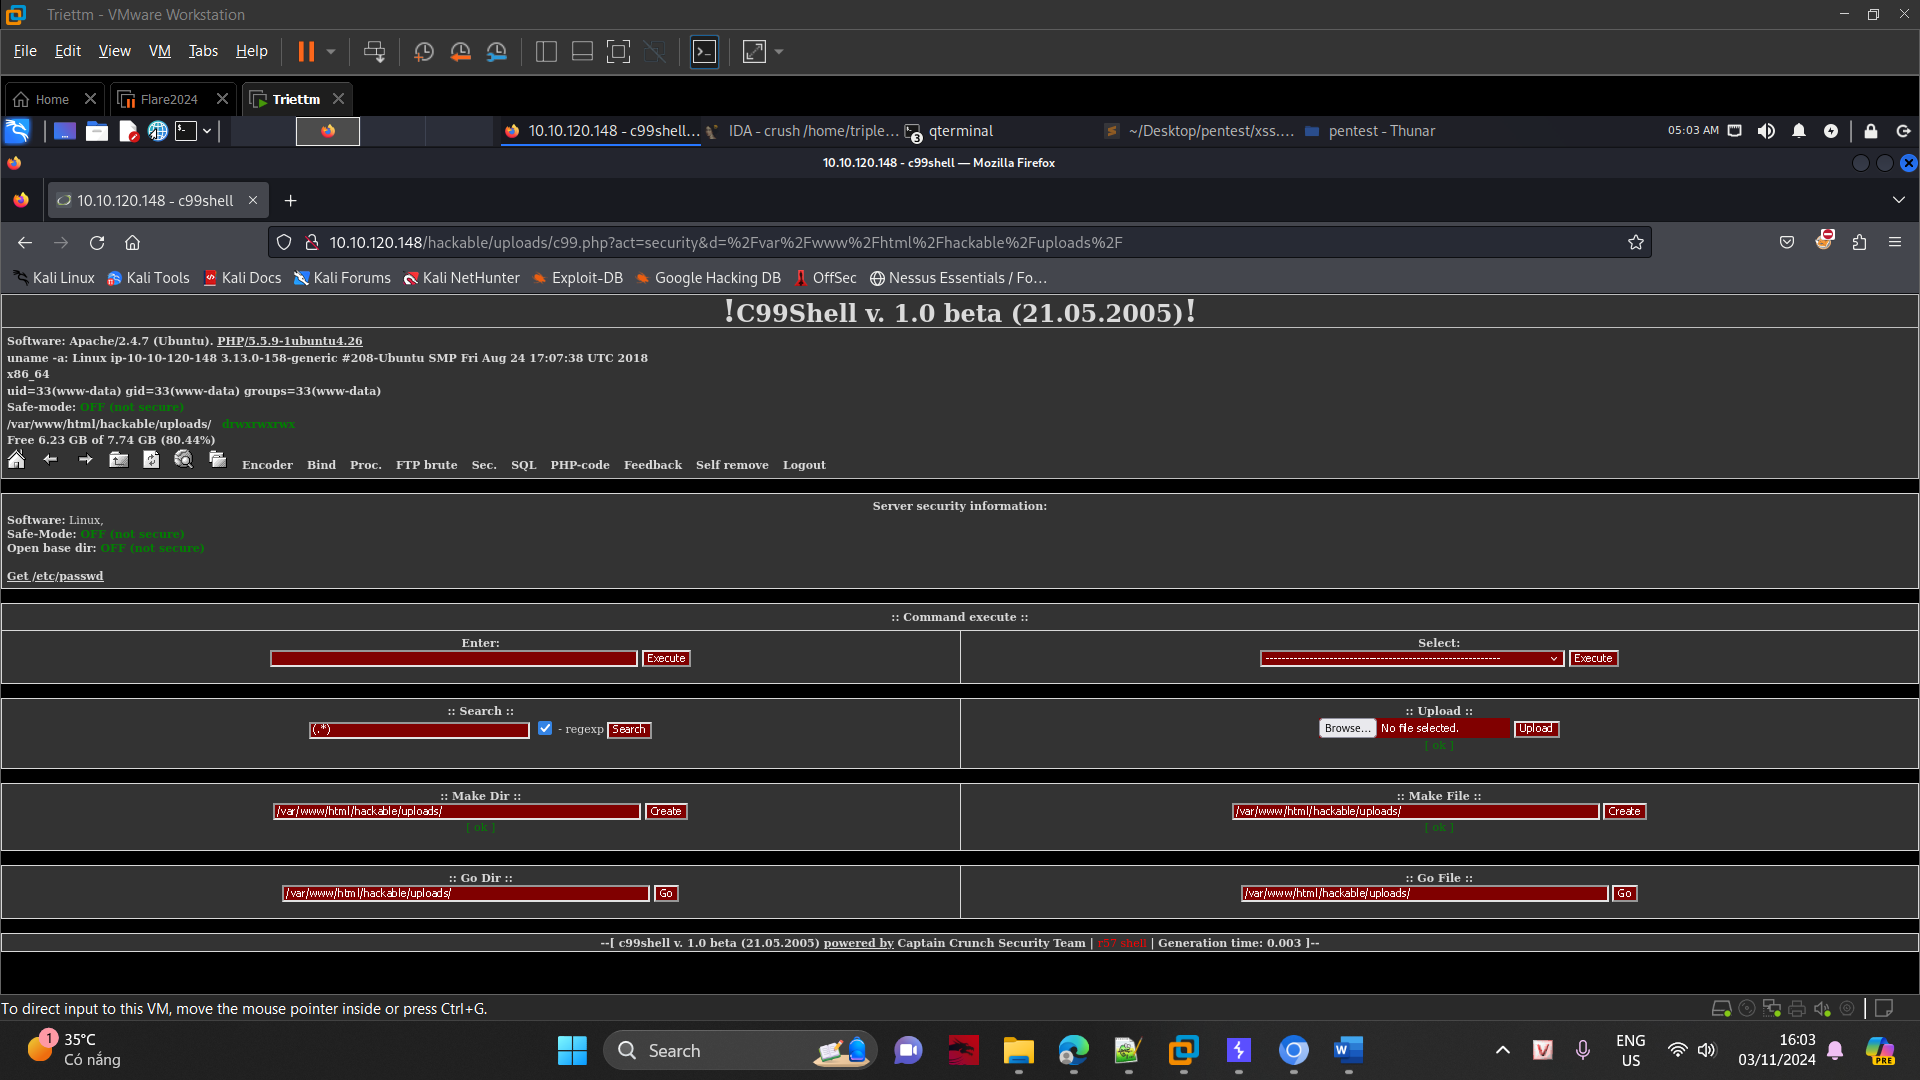 Triettm - VMware Workstation
File Edit View VM Tabs Help
Home Flare2024 Triettm
10.10.120.148 - c99shell... IDA - crush /home/triple... 3 qterminal ~/Desktop/pentest/xss.... pentest - Thunar 05:03 AM
10.10.120.148 - c99shell — Mozilla Firefox
10.10.120.148 - c99shell
10.10.120.148/hackable/uploads/c99.php?act=security&d=%2Fvar%2Fwww%2Fhtml%2Fhackable%2Fuploads%2F
Kali Linux Kali Tools Kali Docs Kali Forums Kali NetHunter Exploit-DB Google Hacking DB OffSec Nessus Essentials / Fo...
!C99Shell v. 1.0 beta (21.05.2005)!
Software: Apache/2.4.7 (Ubuntu). PHP/5.5.9-1ubuntu4.26
uname -a: Linux ip-10-10-120-148 3.13.0-158-generic #208-Ubuntu SMP Fri Aug 24 17:07:38 UTC 2018
x86_64
uid=33(www-data) gid=33(www-data) groups=33(www-data)
Safe-mode: OFF (not secure)
/var/www/html/hackable/uploads/ drwxrwxrwx
Free 6.23 GB of 7.74 GB (80.44%)
Encoder Bind Proc. FTP brute Sec. SQL PHP-code Feedback Self remove Logout
Server security information:
Software: Linux,
Safe-Mode: OFF (not secure)
Open base dir: OFF (not secure)
Get /etc/passwd
:: Command execute ::
Enter:
Execute
Select:
------------------------------------------------------------ Execute
:: Search ::
(.*) - regexp Search
:: Upload ::
Browse... No file selected. Upload
[ ok ]
:: Make Dir ::
/var/www/html/hackable/uploads/ Create
[ ok ]
:: Make File ::
/var/www/html/hackable/uploads/ Create
[ ok ]
:: Go Dir ::
/var/www/html/hackable/uploads/ Go
:: Go File ::
/var/www/html/hackable/uploads/ Go
--[ c99shell v. 1.0 beta (21.05.2005) powered by Captain Crunch Security Team | r57 shell | Generation time: 0.003 ]--
To direct input to this VM, move the mouse pointer inside or press Ctrl+G.
1 35°C
Có nắng
Search
ENG
US
16:03
03/11/2024
PRE